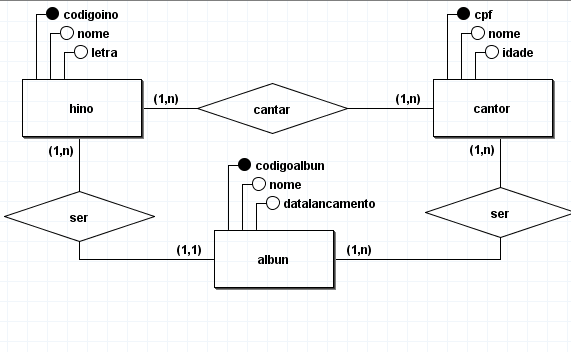 codigoino
nome
letra
cpf
nome
idade
hino
(1,n)
cantar
(1,n)
cantor
(1,n)
(1,n)
codigoalbun
nome
datalancamento
ser
ser
(1,1)
albun
(1,n)